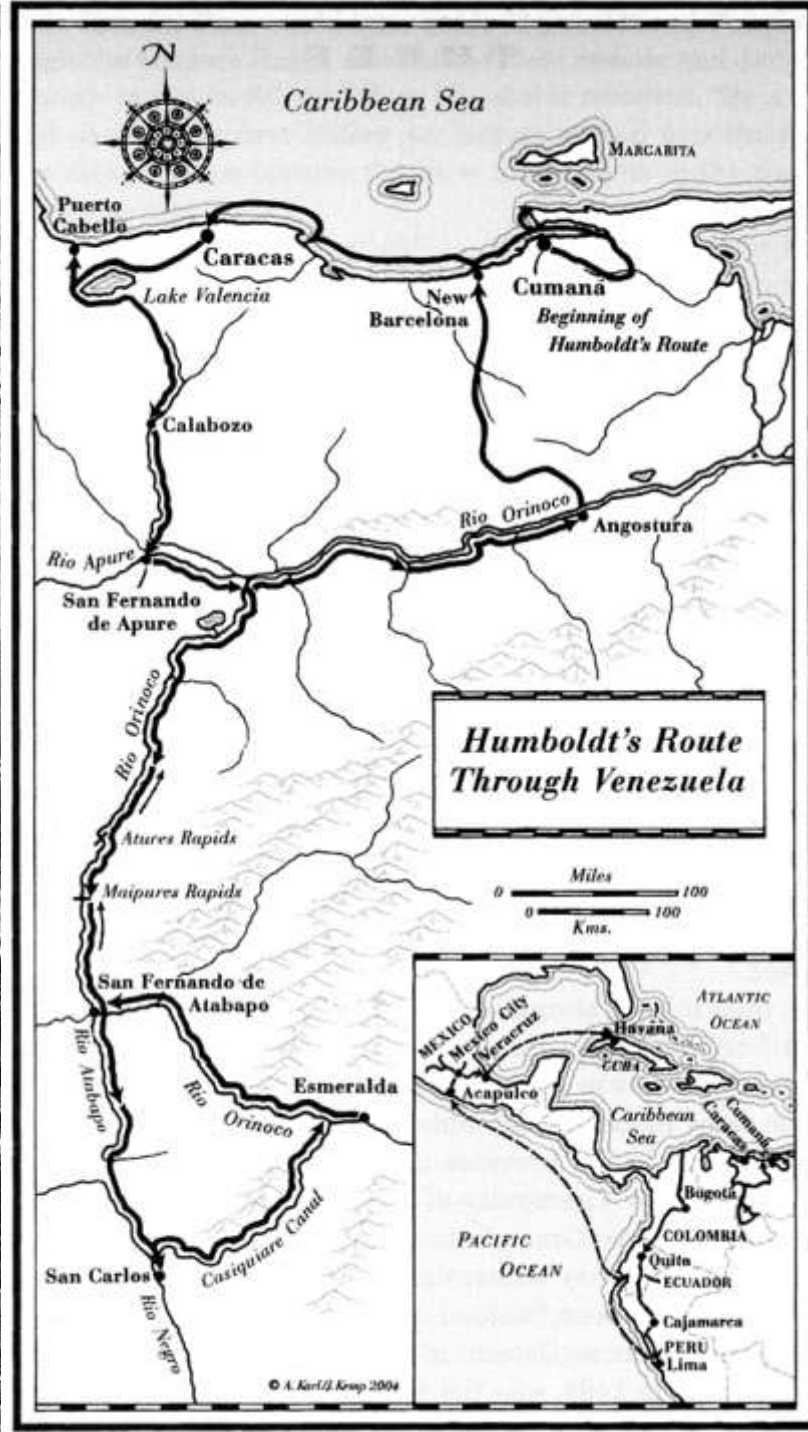 N
Caribbean Sea
MARGARITA
Puerto
Cabello
Caracas
Lake Valencia
New
Barcelona
Cumaná
Beginning of
Humboldt's Route
Calabozo
Rio Orinoco
Angostura
Rio Apure
San Fernando
de Apure
Rio Orinoco
Humboldt's Route
Through Venezuela
Atures Rapids
Maipures Rapids
Miles
0 100
0 100
Kms.
San Fernando de
Atabapo
Rio Atabapo
Rio Orinoco
Esmeralda
Casiquiare Canal
San Carlos
Rio Negro
© A. Karl/J. Kemp 2004
ATLANTIC
OCEAN
MEXICO
Mexico City
Veracruz
Havana
CUBA
Acapulco
Caribbean
Sea
Cumaná
Caracas
Bogotá
COLOMBIA
PACIFIC
OCEAN
Quito
ECUADOR
Cajamarca
PERÚ
Lima